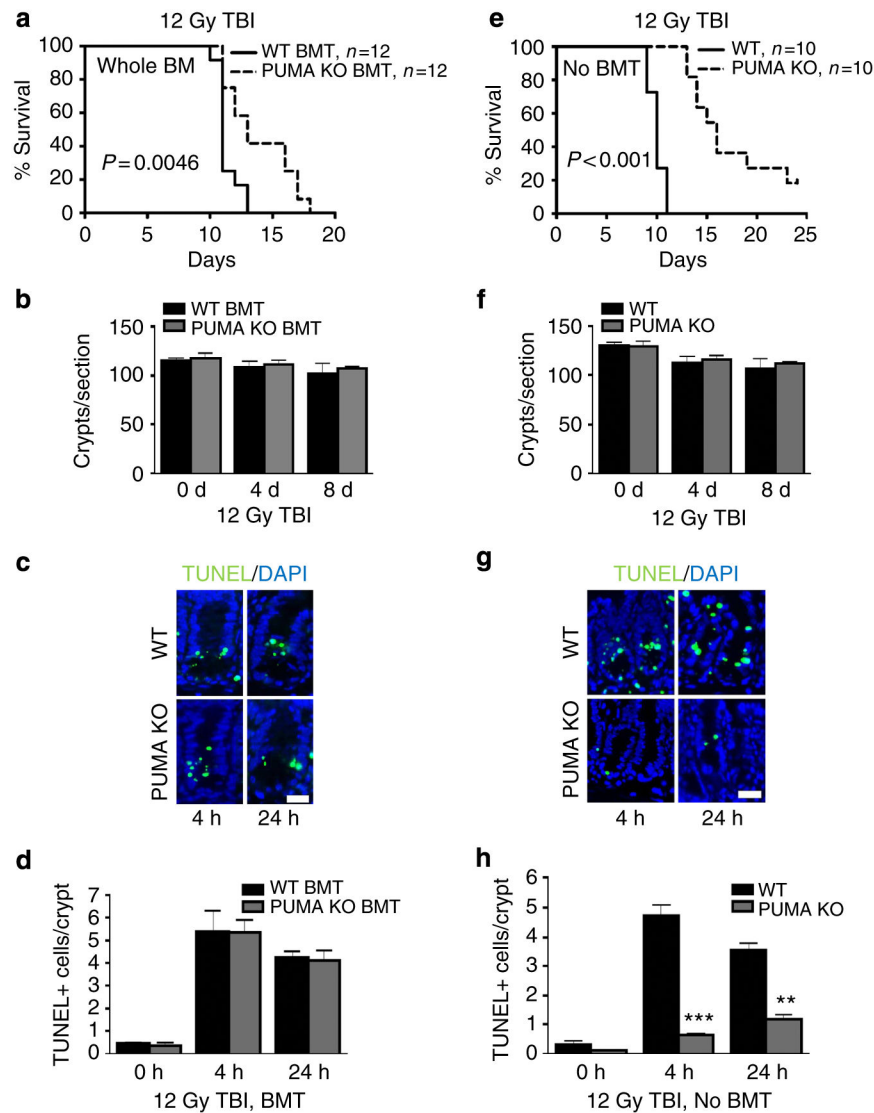 a
12 Gy TBI
WT BMT, n=12
PUMA KO BMT, n=12
Whole BM
P=0.0046
% Survival
100
80
60
40
20
0
0 5 10 15 20
Days
b
WT BMT
PUMA KO BMT
Crypts/section
150
100
50
0
0 d 4 d 8 d
12 Gy TBI
c
TUNEL/DAPI
WT
PUMA KO
4 h 24 h
d
WT BMT
PUMA KO BMT
TUNEL+ cells/crypt
7
6
5
4
3
2
1
0
0 h 4 h 24 h
12 Gy TBI, BMT
e
12 Gy TBI
WT, n=10
PUMA KO, n=10
No BMT
P<0.001
% Survival
100
80
60
40
20
0
0 5 10 15 20 25
Days
f
WT
PUMA KO
Crypts/section
150
100
50
0
0 d 4 d 8 d
12 Gy TBI
g
TUNEL/DAPI
WT
PUMA KO
4 h 24 h
h
WT
PUMA KO
TUNEL+ cells/crypt
6
5
4
3
2
1
0
***
**
0 h 4 h 24 h
12 Gy TBI, No BMT